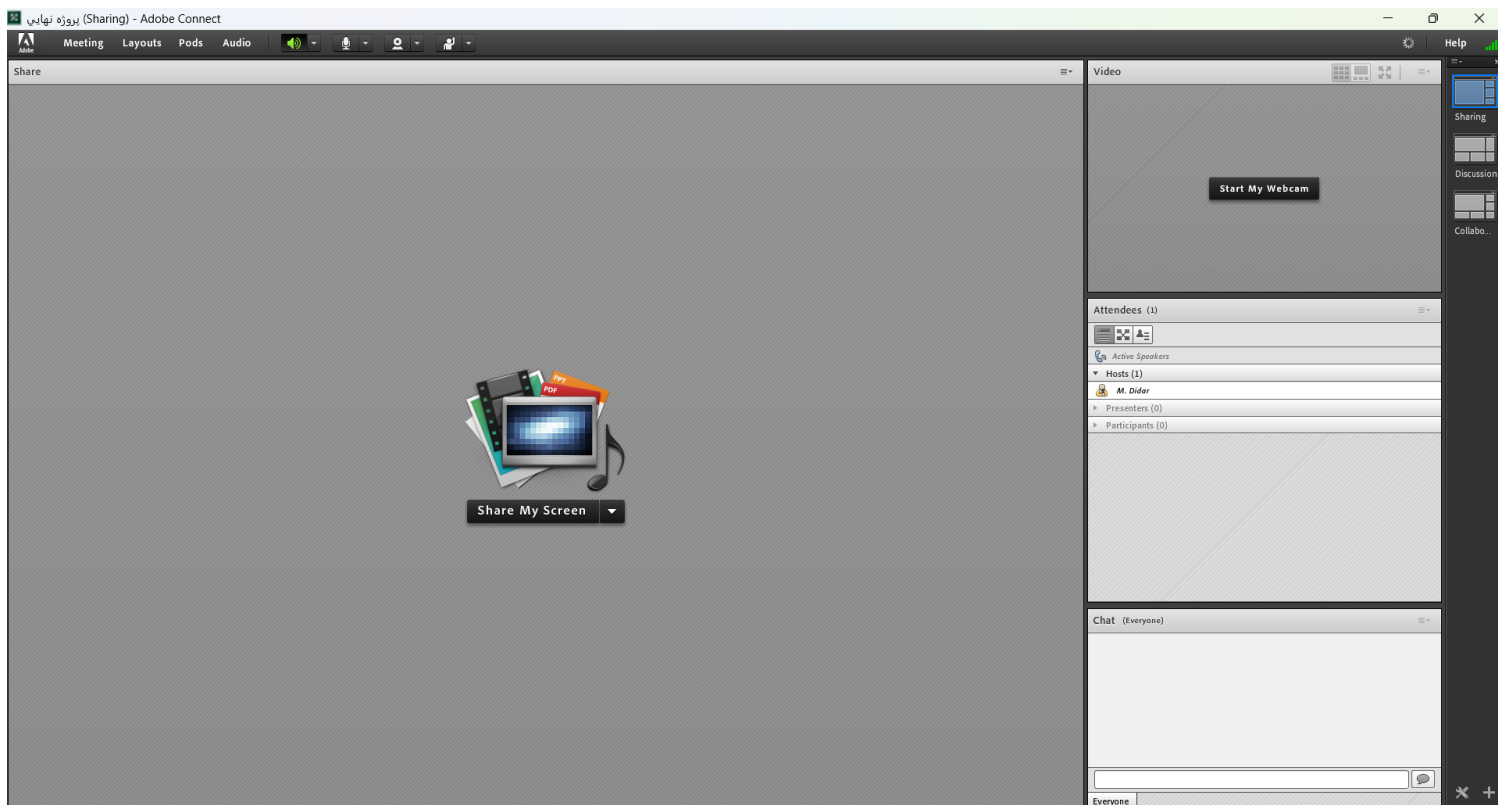 پروژه نهايي (Sharing) - Adobe Connect
Adobe
Meeting Layouts Pods Audio
Help
Share
PPT
PDF
Share My Screen
Video
Start My Webcam
Attendees (1)
Active Speakers
Hosts (1)
M. Didar
Presenters (0)
Participants (0)
Chat (Everyone)
Everyone
Sharing
Discussion
Collabo...